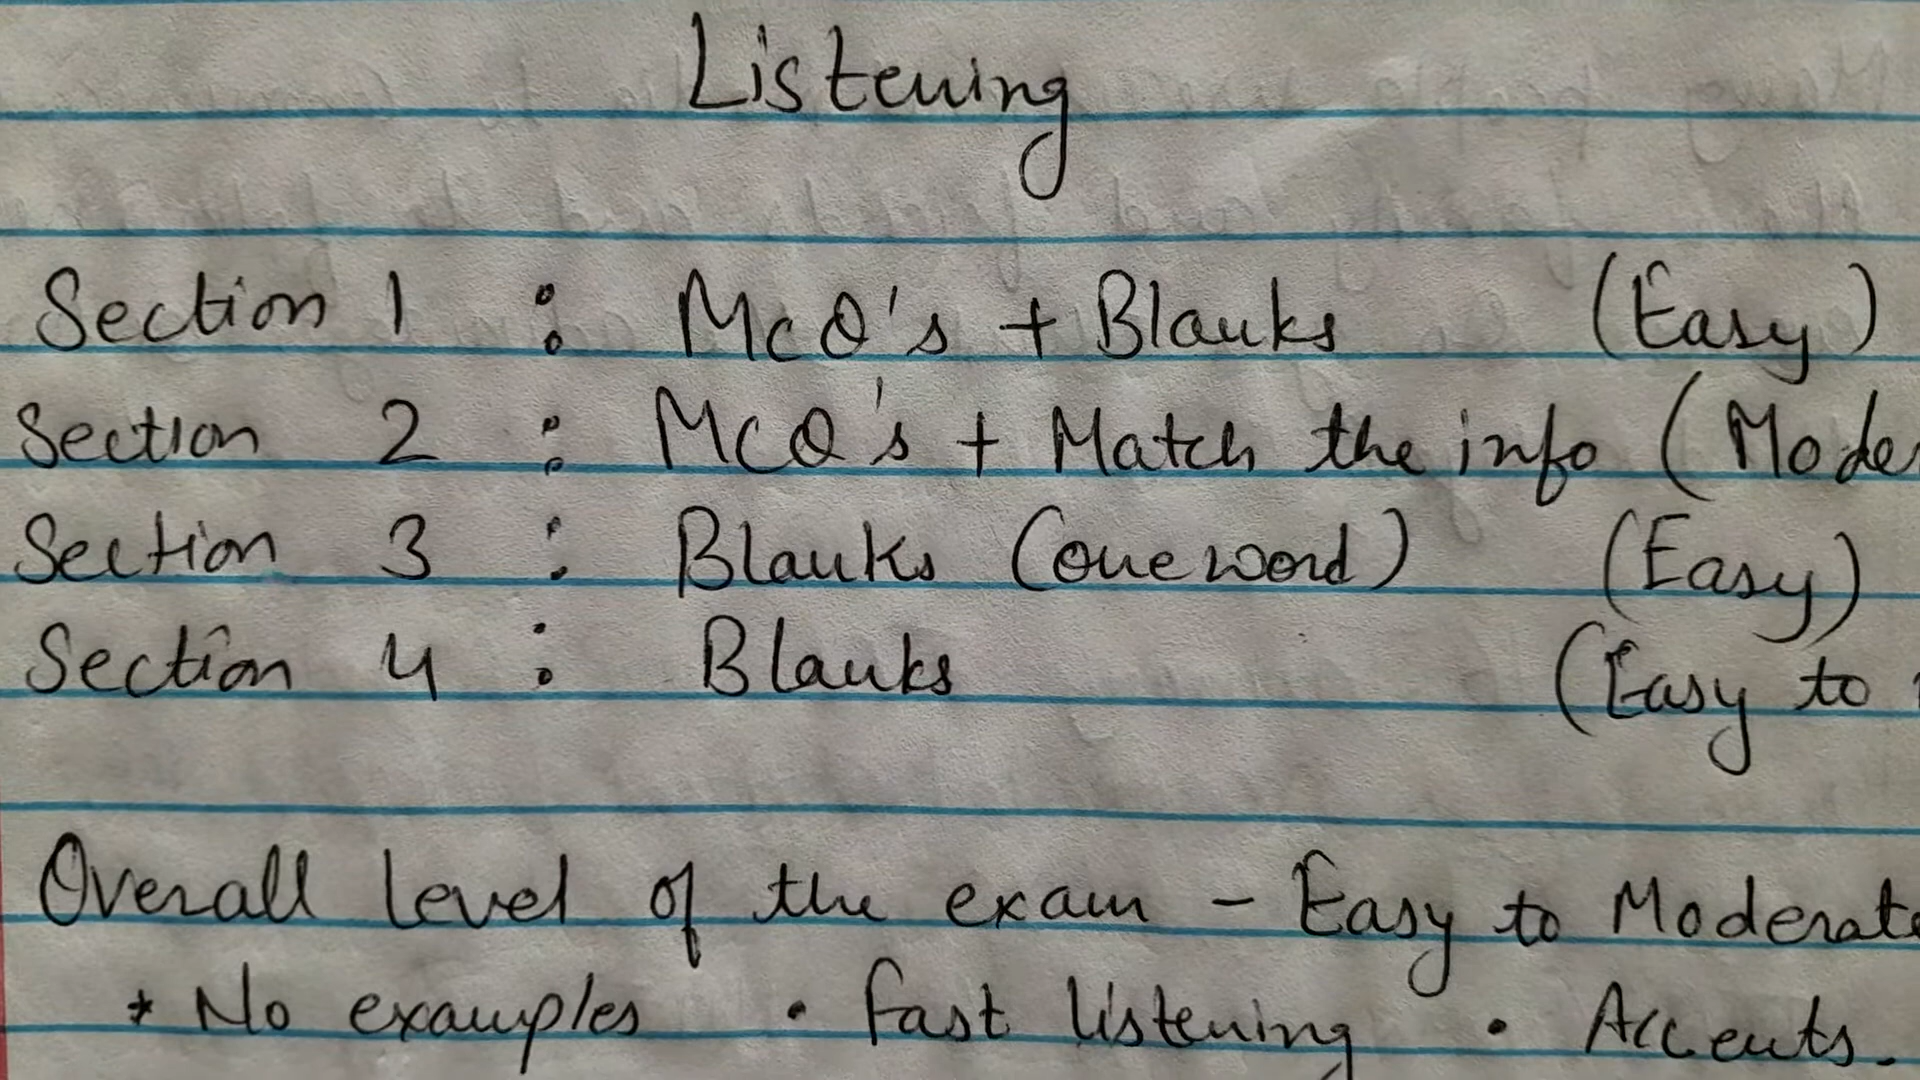 Listening
Section 1 : McQ's + Blanks (Easy)
Section 2 : McQ's + Match the info (Mode
Section 3 : Blanks (one word) (Easy)
Section 4 : Blanks (Easy to
Overall level of the exam - Easy to Moderate
* No examples • Fast listening • Accents.